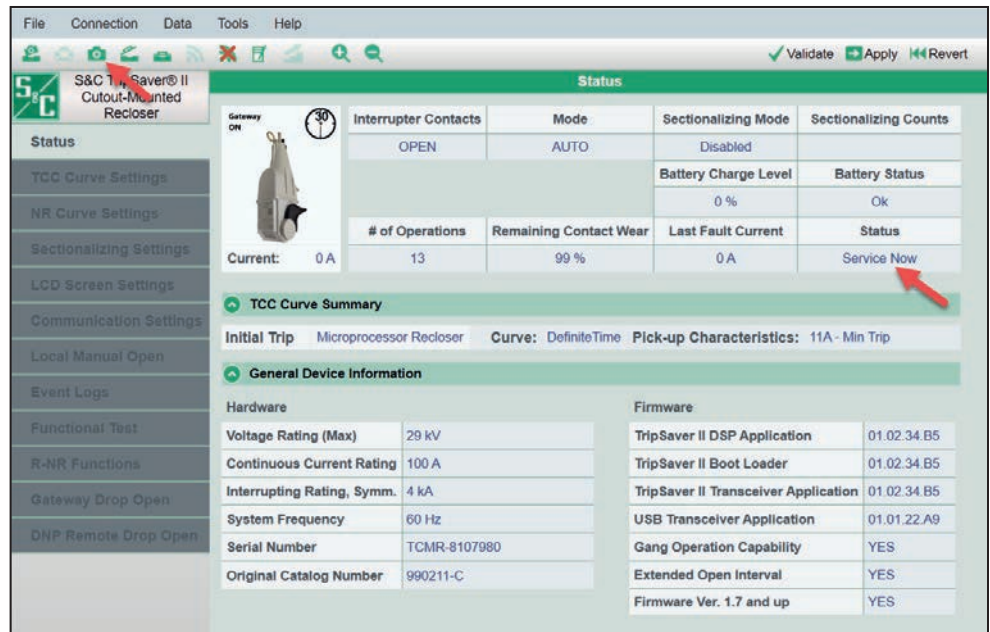 File Connection Data Tools Help
Validate Apply Revert
S&C TripSaver® II
Cutout-Mounted
Recloser
Status
TCC Curve Settings
NR Curve Settings
Sectionalizing Settings
LCD Screen Settings
Communication Settings
Local Manual Open
Event Logs
Functional Test
R-NR Functions
Gateway Drop Open
DNP Remote Drop Open
Status
Gateway
ON
30
Current: 0 A
Interrupter Contacts Mode Sectionalizing Mode Sectionalizing Counts
OPEN AUTO Disabled
Battery Charge Level Battery Status
0 % Ok
# of Operations Remaining Contact Wear Last Fault Current Status
13 99 % 0 A Service Now
TCC Curve Summary
Initial Trip Microprocessor Recloser Curve: DefiniteTime Pick-up Characteristics: 11A - Min Trip
General Device Information
Hardware
Voltage Rating (Max) 29 kV
Continuous Current Rating 100 A
Interrupting Rating, Symm. 4 kA
System Frequency 60 Hz
Serial Number TCMR-8107980
Original Catalog Number 990211-C
Firmware
TripSaver II DSP Application 01.02.34.B5
TripSaver II Boot Loader 01.02.34.B5
TripSaver II Transceiver Application 01.02.34.B5
USB Transceiver Application 01.01.22.A9
Gang Operation Capability YES
Extended Open Interval YES
Firmware Ver. 1.7 and up YES